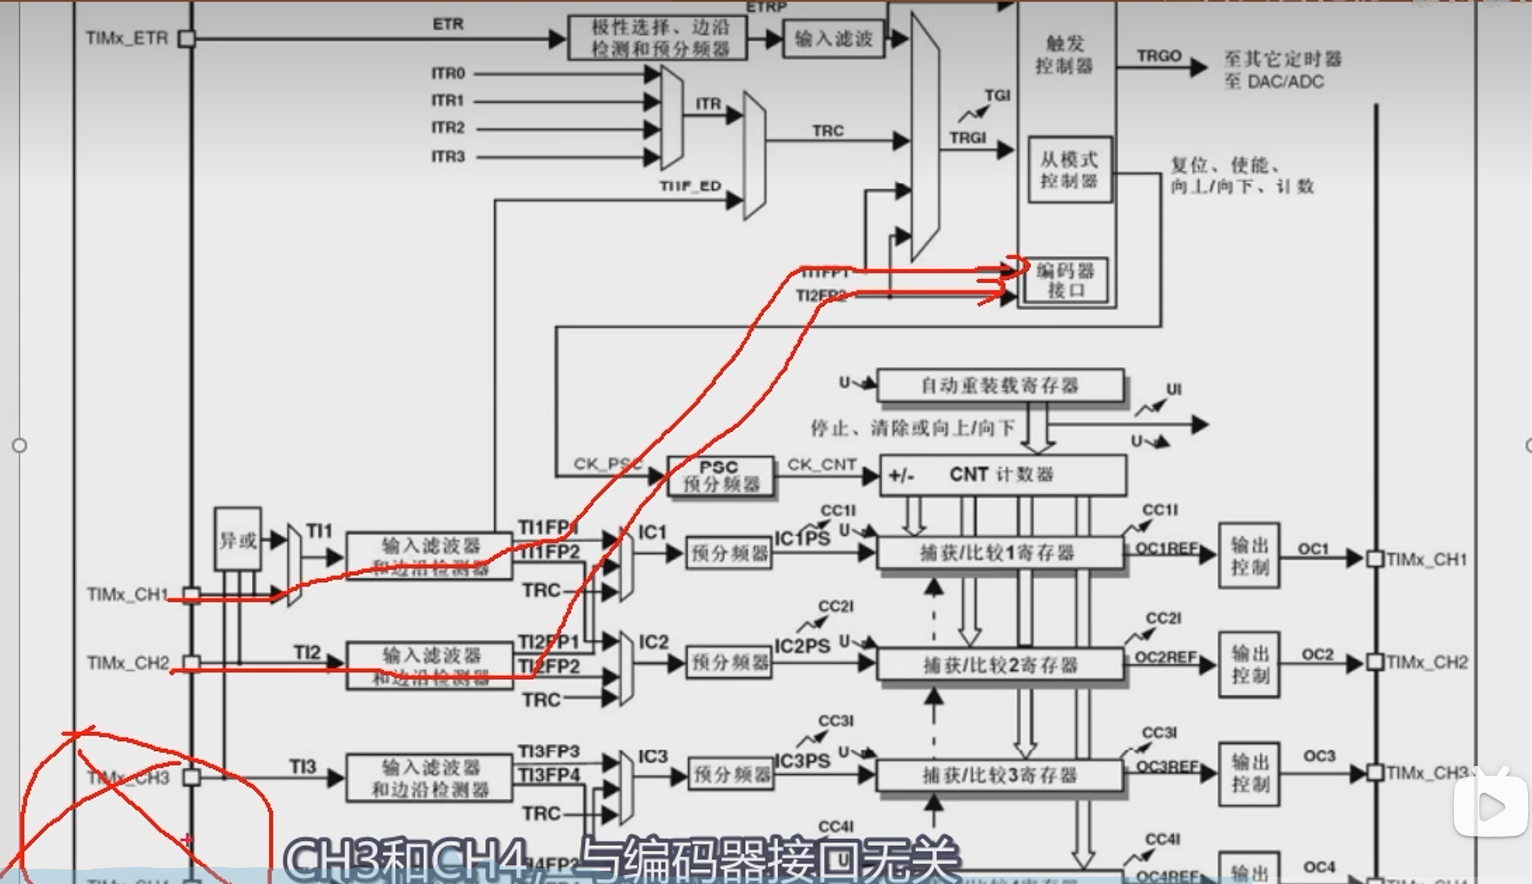 ETRP
TIMx_ETR
ETR
极性选择、边沿
检测和预分频器
输入滤波
触发
控制器
TRGO
至其它定时器
至 DAC/ADC
ITR0
ITR1
ITR2
ITR3
ITR
TRC
TGI
TRGI
TI1F_ED
从模式
控制器
复位、使能、
向上/向下、计数
TI1FP1
TI2FP2
编码器
接口
U
自动重装载寄存器
UI
停止、清除或向上/向下
U
CK_PSC
PSC
预分频器
CK_CNT
+/-
CNT 计数器
异或
TI1
输入滤波器
和边沿检测器
TI1FP1
TI1FP2
TRC
IC1
预分频器
IC1PS
CC1I
U
捕获/比较1寄存器
CC1I
OC1REF
输出
控制
OC1
TIMx_CH1
TIMx_CH1
TIMx_CH2
TI2
输入滤波器
和边沿检测器
TI2FP1
TI2FP2
TRC
IC2
预分频器
IC2PS
CC2I
U
捕获/比较2寄存器
CC2I
OC2REF
输出
控制
OC2
TIMx_CH2
TIMx_CH3
TI3
输入滤波器
和边沿检测器
TI3FP3
TI3FP4
TRC
IC3
预分频器
IC3PS
CC3I
U
捕获/比较3寄存器
CC3I
OC3REF
输出
控制
OC3
TIMx_CH3
CC4I
U
CC4I
OC4REF
输出
OC4
CH3和CH4，与编码器接口无关